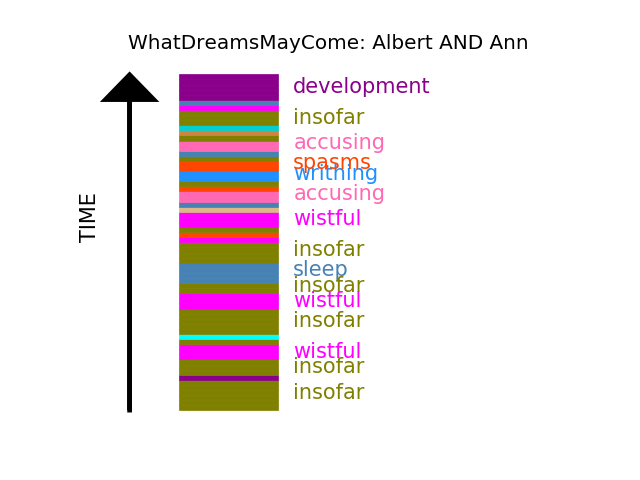 WhatDreamsMayCome: Albert AND Ann
development
insofar
accusing
spasms
writhing
accusing
wistful
insofar
sleep
insofar
wistful
insofar
wistful
insofar
insofar
TIME